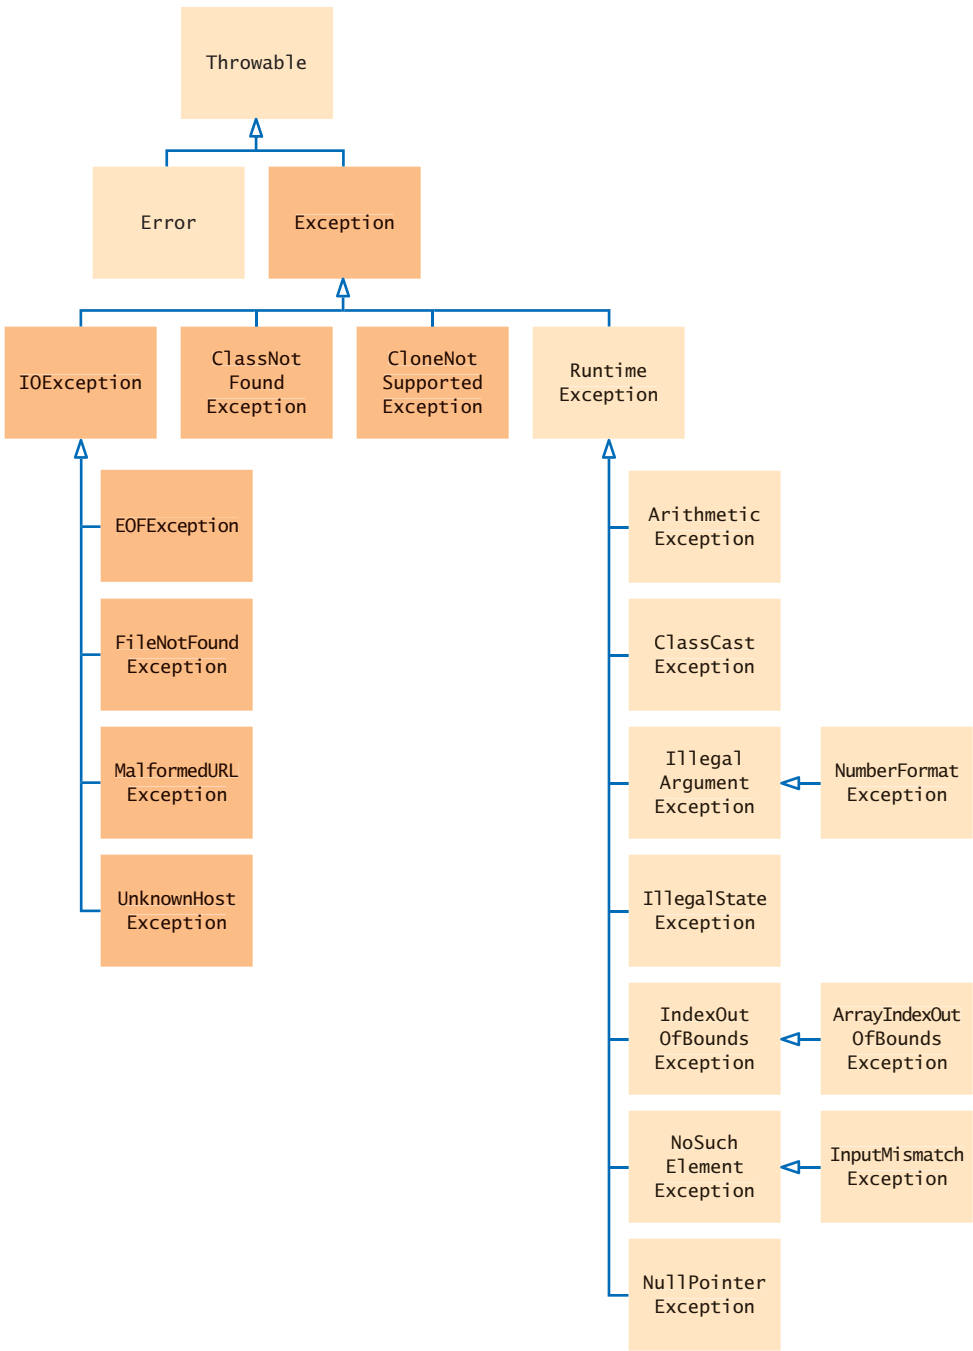 Throwable
Error
Exception
IOException
ClassNot
Found
Exception
CloneNot
Supported
Exception
Runtime
Exception
EOFException
FileNotFound
Exception
MalformedURL
Exception
UnknownHost
Exception
Arithmetic
Exception
ClassCast
Exception
Illegal
Argument
Exception
NumberFormat
Exception
IllegalState
Exception
IndexOut
OfBounds
Exception
ArrayIndexOut
OfBounds
Exception
NoSuch
Element
Exception
InputMismatch
Exception
NullPointer
Exception